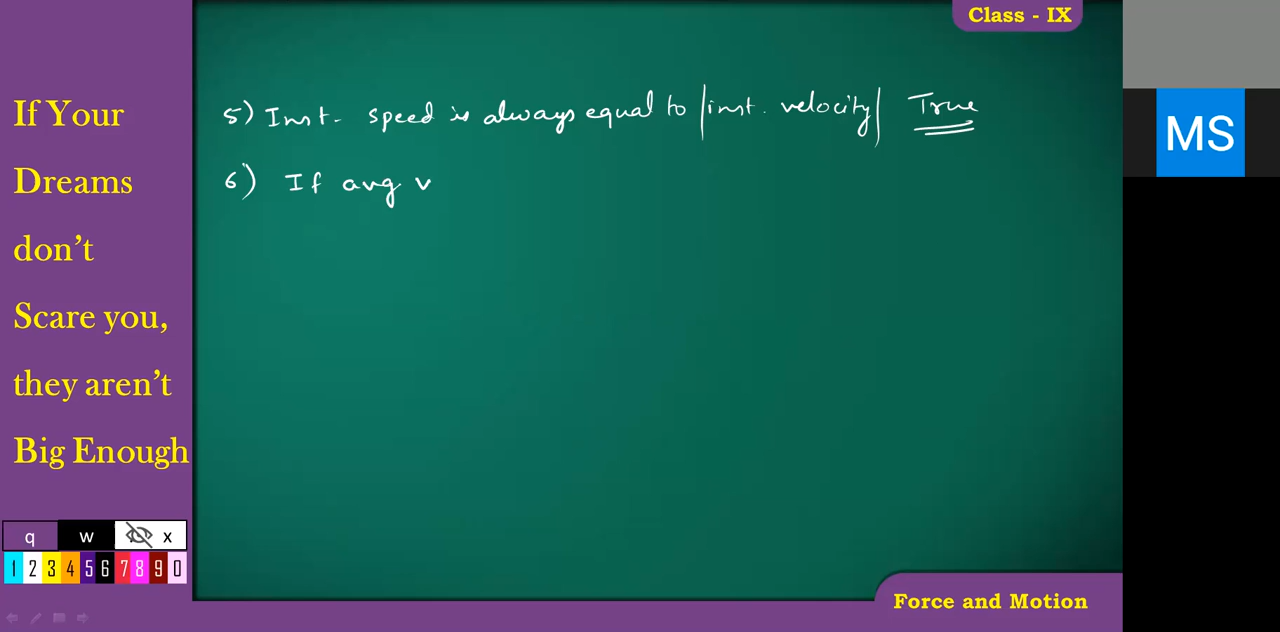 Class - IX
If Your
Dreams
don't
Scare you,
they aren't
Big Enough
5) Inst. speed is always equal to |inst. velocity| True
6) If avg v
MS
q w x
1 2 3 4 5 6 7 8 9 0
Force and Motion